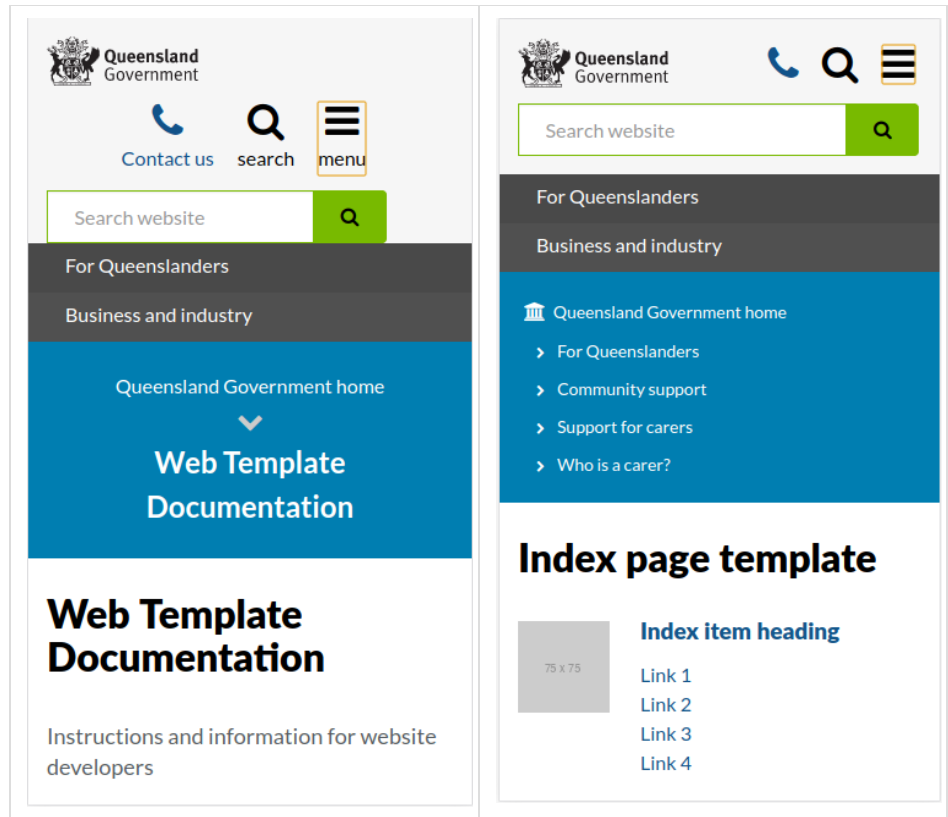 Queensland
Government
Contact us search menu
Search website
For Queenslanders
Business and industry
Queensland Government home
Web Template
Documentation
Web Template
Documentation
Instructions and information for website
developers
Queensland
Government
Search website
For Queenslanders
Business and industry
Queensland Government home
For Queenslanders
Community support
Support for carers
Who is a carer?
Index page template
75 x 75
Index item heading
Link 1
Link 2
Link 3
Link 4